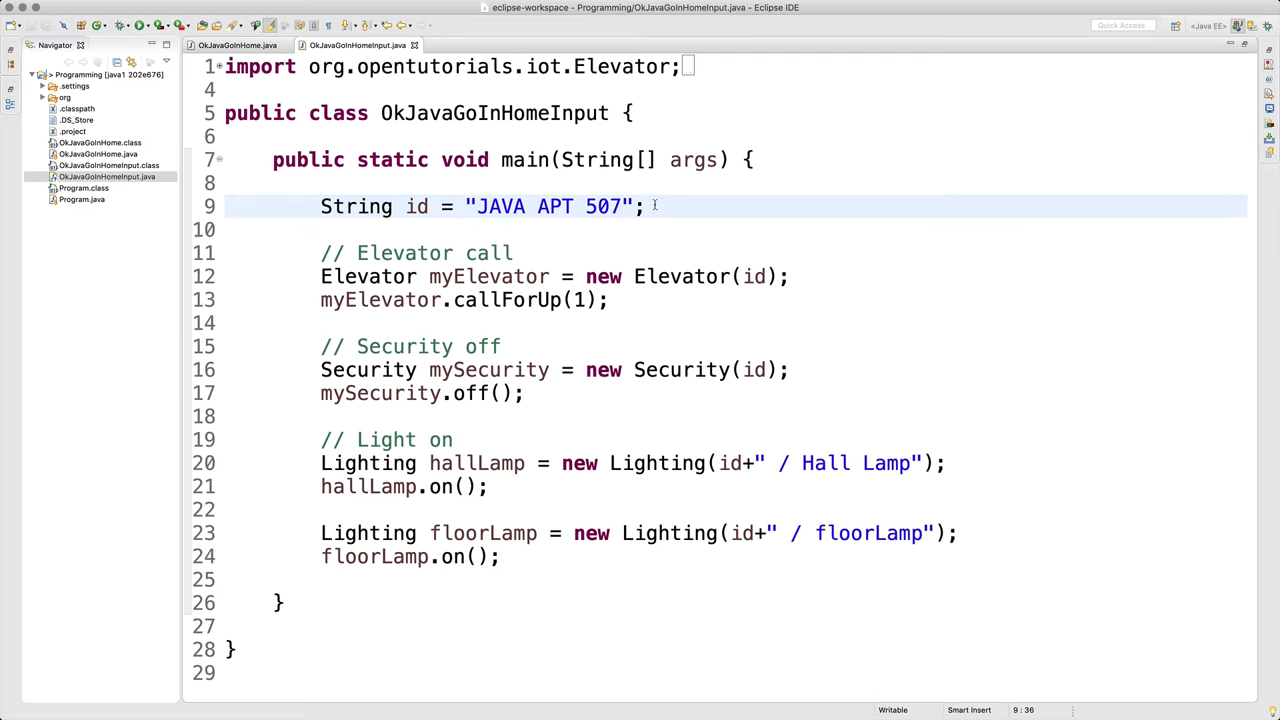 eclipse-workspace - Programming/OkJavaGoInHomeInput.java - Eclipse IDE
Quick Access
<Java EE>
Navigator
OkJavaGoInHome.java
OkJavaGoInHomeInput.java
> Programming [java1 202e676]
.settings
org
.classpath
.DS_Store
.project
OkJavaGoInHome.class
OkJavaGoInHome.java
OkJavaGoInHomeInput.class
OkJavaGoInHomeInput.java
Program.class
Program.java
1 import org.opentutorials.iot.Elevator;
4
5 public class OkJavaGoInHomeInput {
6
7 public static void main(String[] args) {
8
9 String id = "JAVA APT 507";
10
11 // Elevator call
12 Elevator myElevator = new Elevator(id);
13 myElevator.callForUp(1);
14
15 // Security off
16 Security mySecurity = new Security(id);
17 mySecurity.off();
18
19 // Light on
20 Lighting hallLamp = new Lighting(id+" / Hall Lamp");
21 hallLamp.on();
22
23 Lighting floorLamp = new Lighting(id+" / floorLamp");
24 floorLamp.on();
25
26 }
27
28 }
29
Writable
Smart Insert
9 : 36